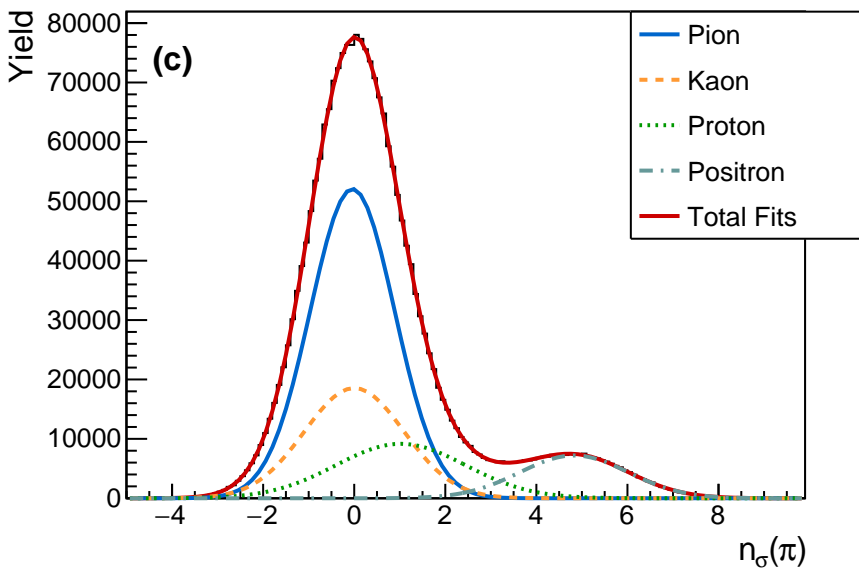 Yield
80000
70000
60000
50000
40000
30000
20000
10000
0
(c)
Pion
Kaon
Proton
Positron
Total Fits
−4 −2 0 2 4 6 8
nσ(π)